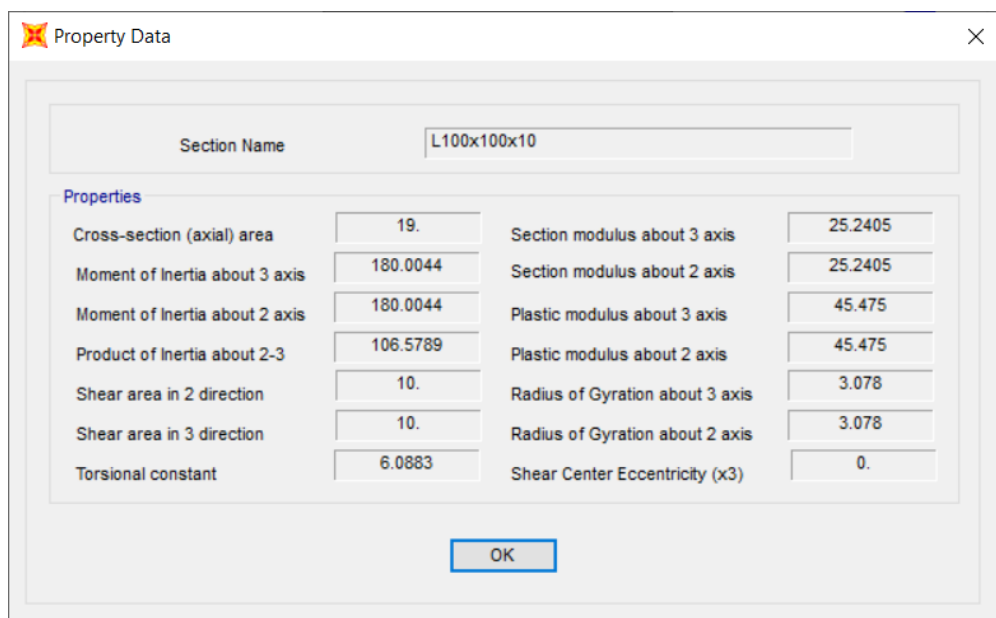 Property Data
Section Name L100x100x10
Properties
Cross-section (axial) area 19. Section modulus about 3 axis 25.2405
Moment of Inertia about 3 axis 180.0044 Section modulus about 2 axis 25.2405
Moment of Inertia about 2 axis 180.0044 Plastic modulus about 3 axis 45.475
Product of Inertia about 2-3 106.5789 Plastic modulus about 2 axis 45.475
Shear area in 2 direction 10. Radius of Gyration about 3 axis 3.078
Shear area in 3 direction 10. Radius of Gyration about 2 axis 3.078
Torsional constant 6.0883 Shear Center Eccentricity (x3) 0.
OK